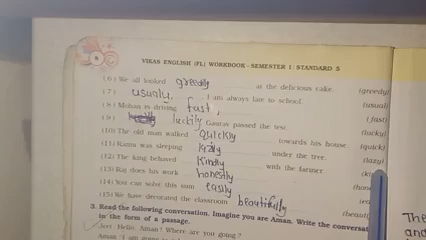 VIKAS ENGLISH (FL) WORKBOOK - SEMESTER I : STANDARD 5
(6) We all looked greedily at the delicious cake. (greedy)
(7) usually, I am always late to school. (usual)
(8) Mohan is driving fast, (fast)
(9) luckily Gaurav passed the test. (lucky)
(10) The old man walked Quickly towards his house. (quick)
(11) Ramu was sleeping under the tree. (lazy)
(12) The king behaved kindly with the farmer
(13) Raj does his work honestly
(14) You can solve this sum easily
(15) We have decorated the classroom beautifully
3. Read the following conversation. Imagine you are Aman. Write the
in the form of a passage.
Jeet: Hello, Aman! Where are you going?
The